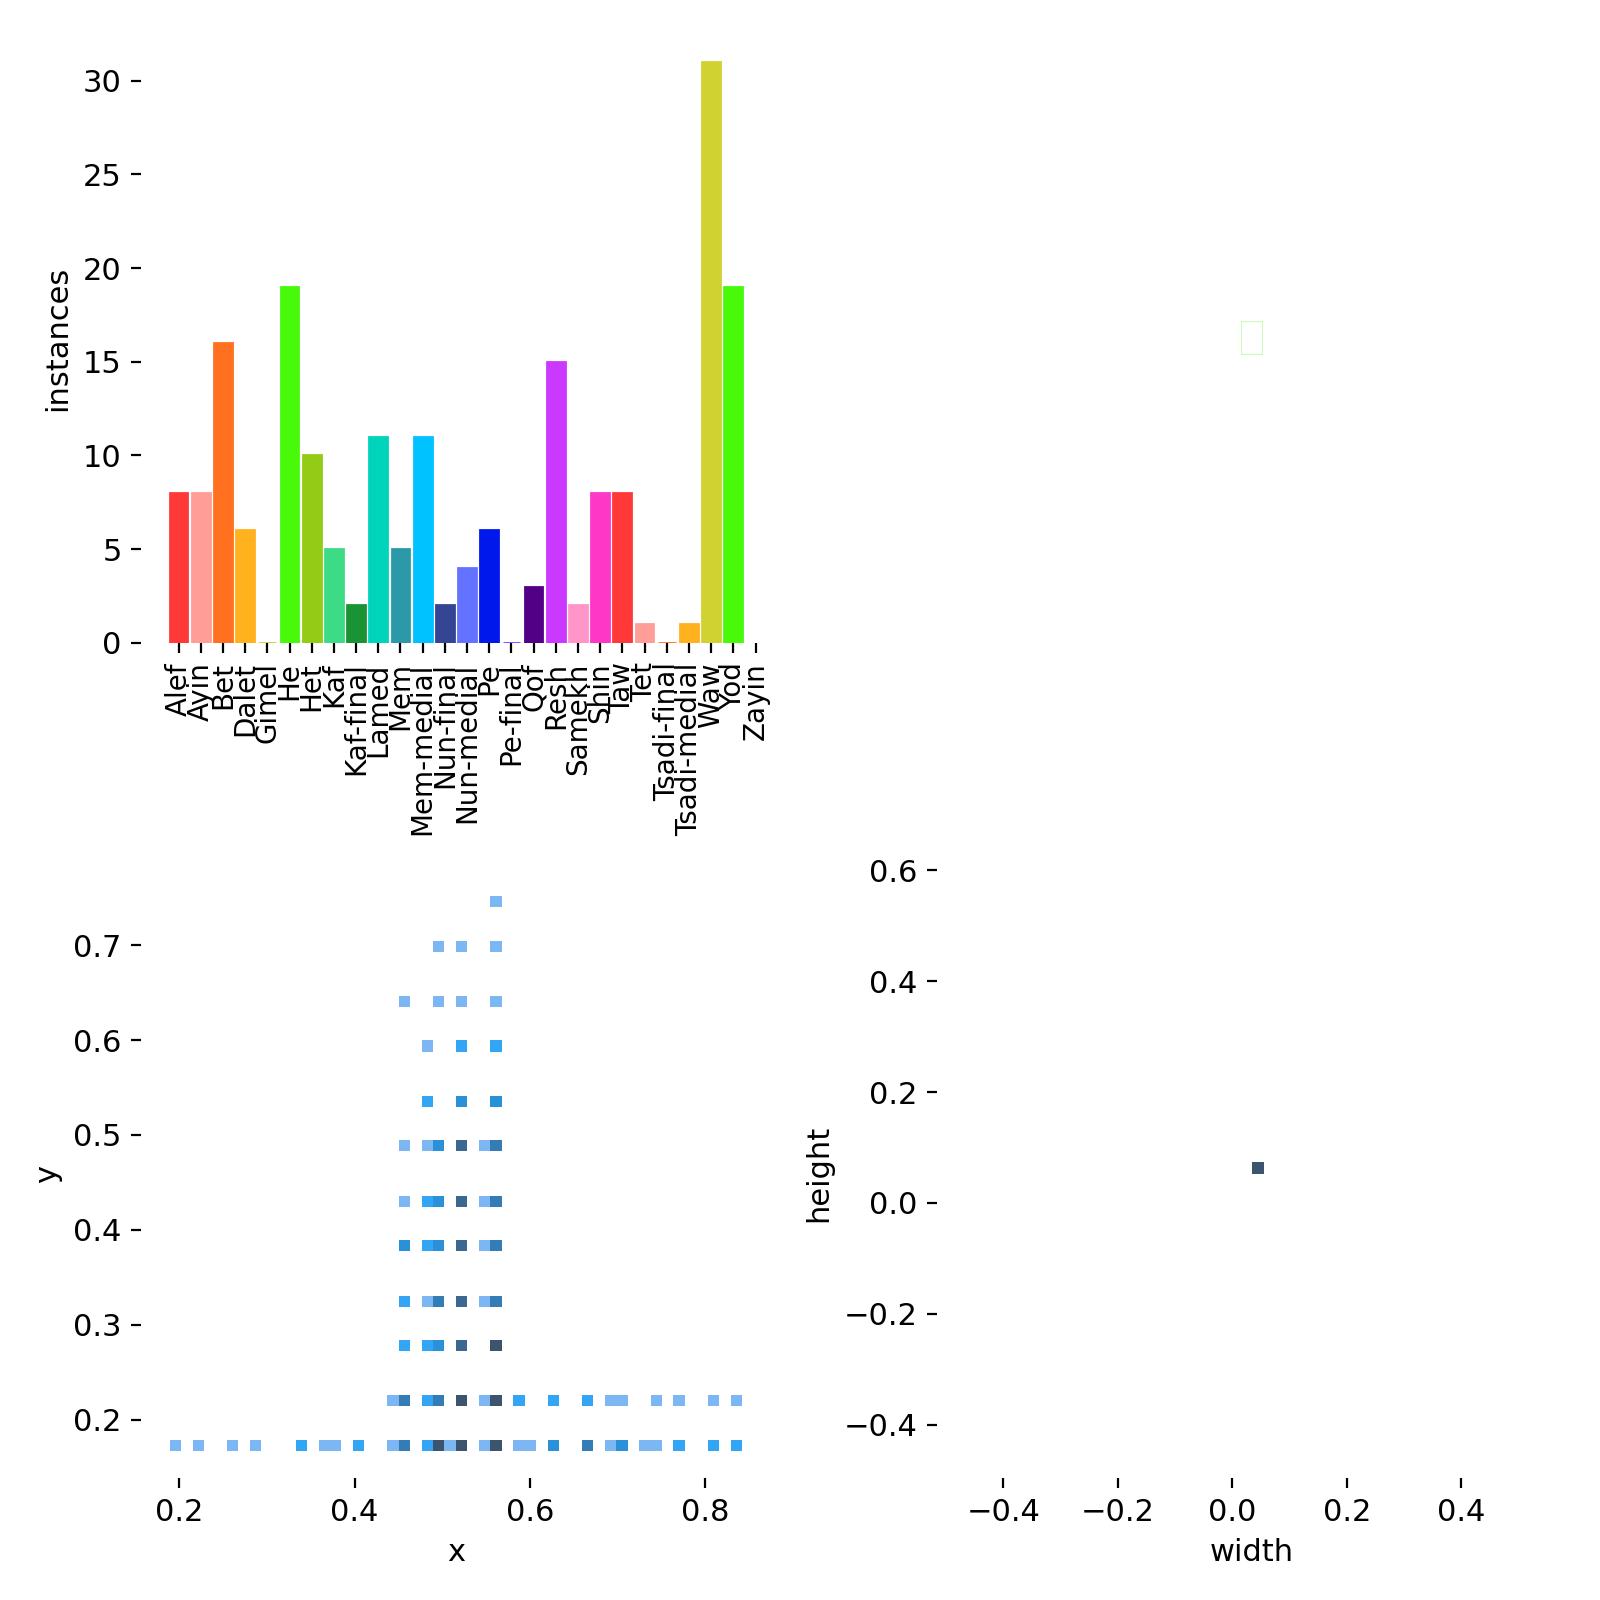 30
25
20
15
10
5
0
instances
Alef Ayin Bet Dalet Gimel He Het Kaf Kaf-final Lamed Mem Mem-medial Nun-final Nun-medial Pe Pe-final Qof Resh Samekh Shin Taw Tet Tsadi-final Tsadi-medial Waw Yod Zayin
0.7
0.6
0.5
0.4
0.3
0.2
y
0.2 0.4 0.6 0.8
x
0.6
0.4
0.2
0.0
−0.2
−0.4
height
−0.4 −0.2 0.0 0.2 0.4
width